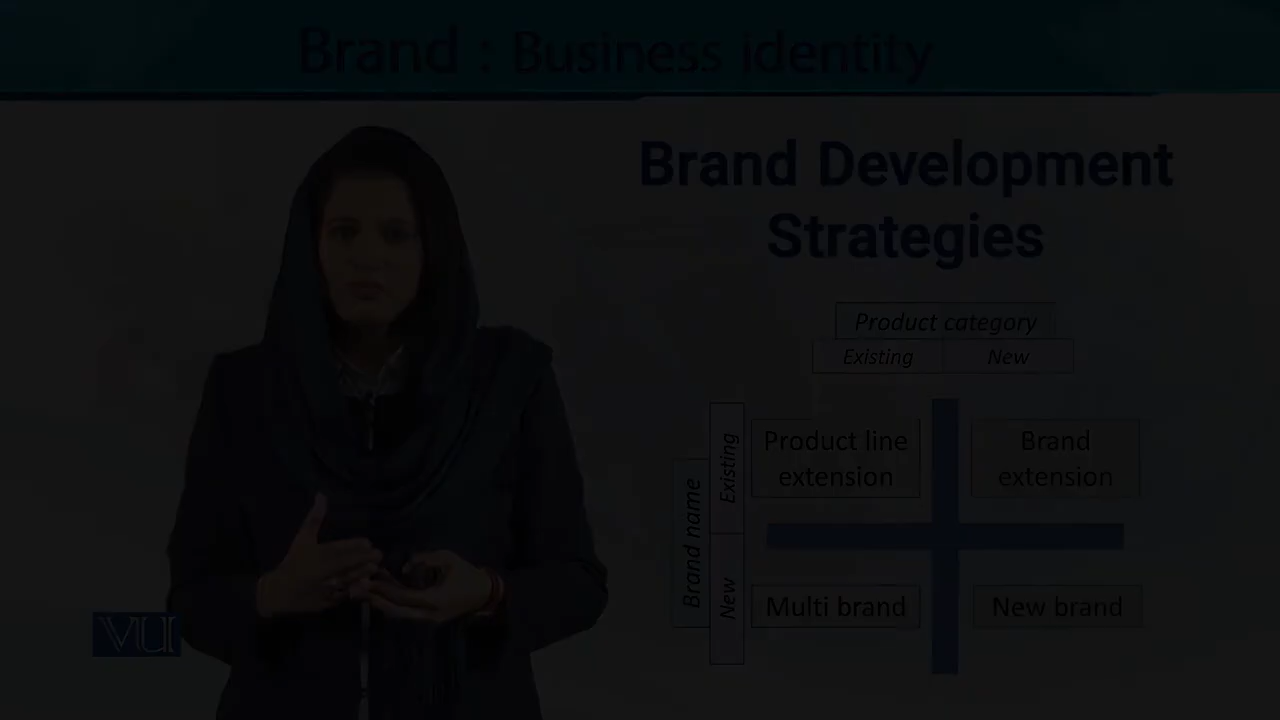 Brand : Business identity
Brand Development
Strategies
Product category
Existing New
Existing
Product line
extension
Brand
extension
Brand name
New
Multi brand
New brand
VU